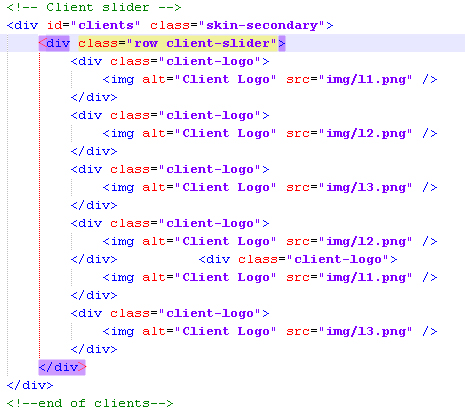 <!-- Client slider -->
<div id="clients" class="skin-secondary">
    <div class="row client-slider">
        <div class="client-logo">
            <img alt="Client Logo" src="img/l1.png" />
        </div>
        <div class="client-logo">
            <img alt="Client Logo" src="img/l2.png" />
        </div>
        <div class="client-logo">
            <img alt="Client Logo" src="img/l3.png" />
        </div>
        <div class="client-logo">
            <img alt="Client Logo" src="img/l2.png" />
        </div>          <div class="client-logo">
            <img alt="Client Logo" src="img/l1.png" />
        </div>
        <div class="client-logo">
            <img alt="Client Logo" src="img/l3.png" />
        </div>
    </div>
</div>
<!--end of clients-->